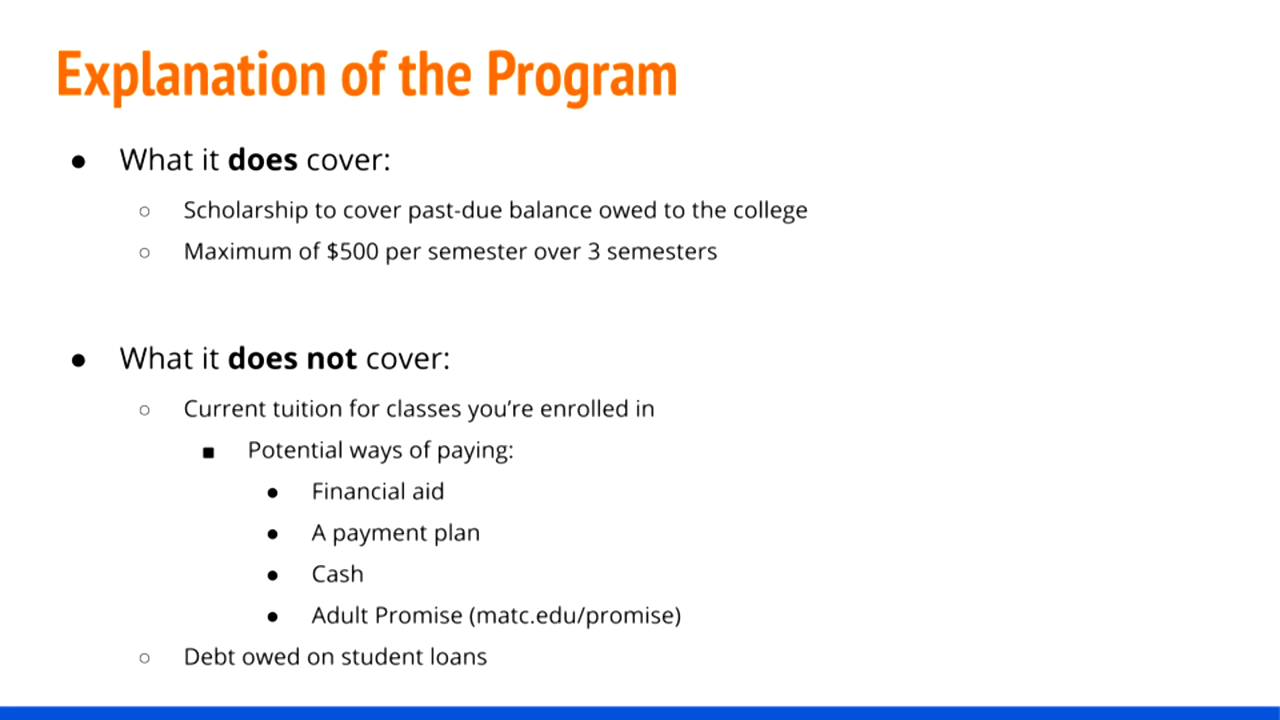 Explanation of the Program
● What it does cover:
○ Scholarship to cover past-due balance owed to the college
○ Maximum of $500 per semester over 3 semesters
● What it does not cover:
○ Current tuition for classes you're enrolled in
■ Potential ways of paying:
● Financial aid
● A payment plan
● Cash
● Adult Promise (matc.edu/promise)
○ Debt owed on student loans